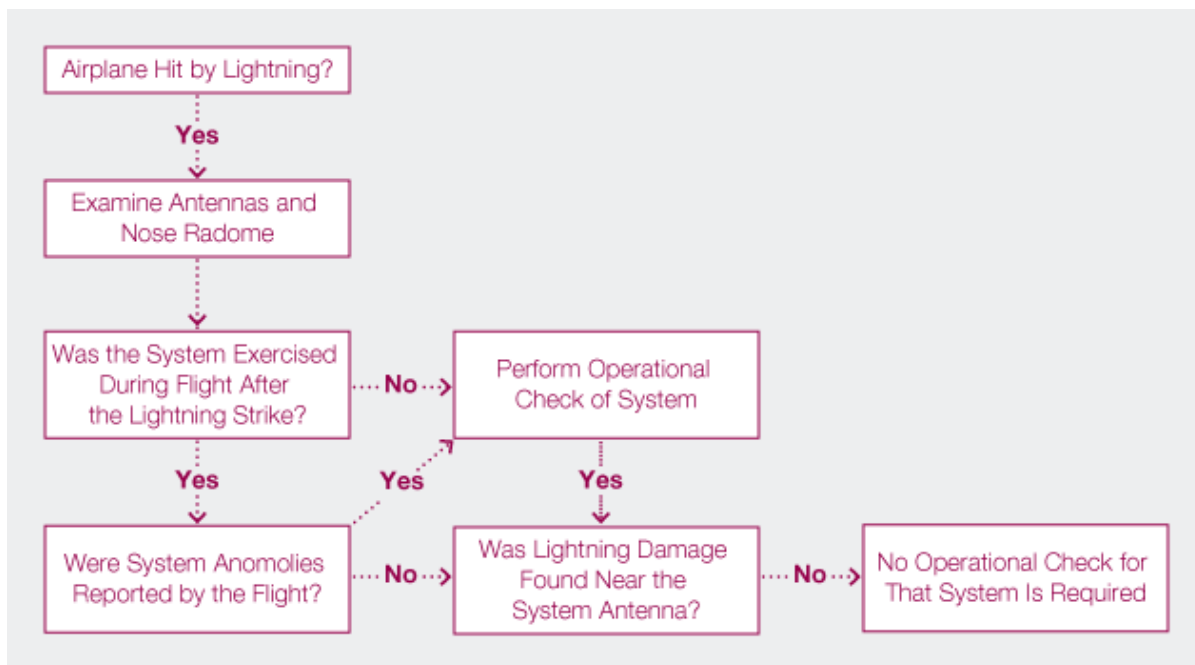 Airplane Hit by Lightning?
Yes
Examine Antennas and
Nose Radome
Was the System Exercised
During Flight After
the Lightning Strike?
No
Perform Operational
Check of System
Yes
Yes
Yes
Were System Anomolies
Reported by the Flight?
No
Was Lightning Damage
Found Near the
System Antenna?
No
No Operational Check for
That System Is Required